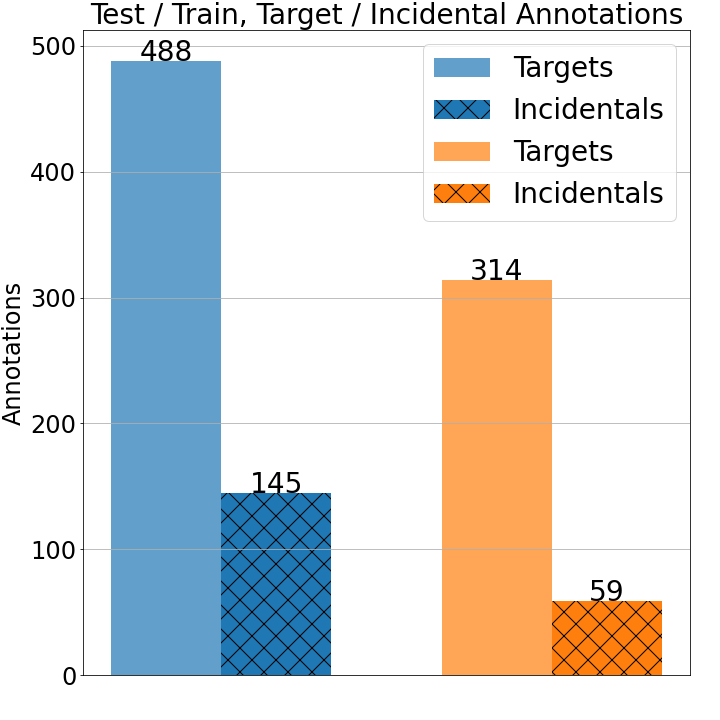 Test / Train, Target / Incidental Annotations
Annotations
500
400
300
200
100
0
488
145
314
59
Targets
Incidentals
Targets
Incidentals